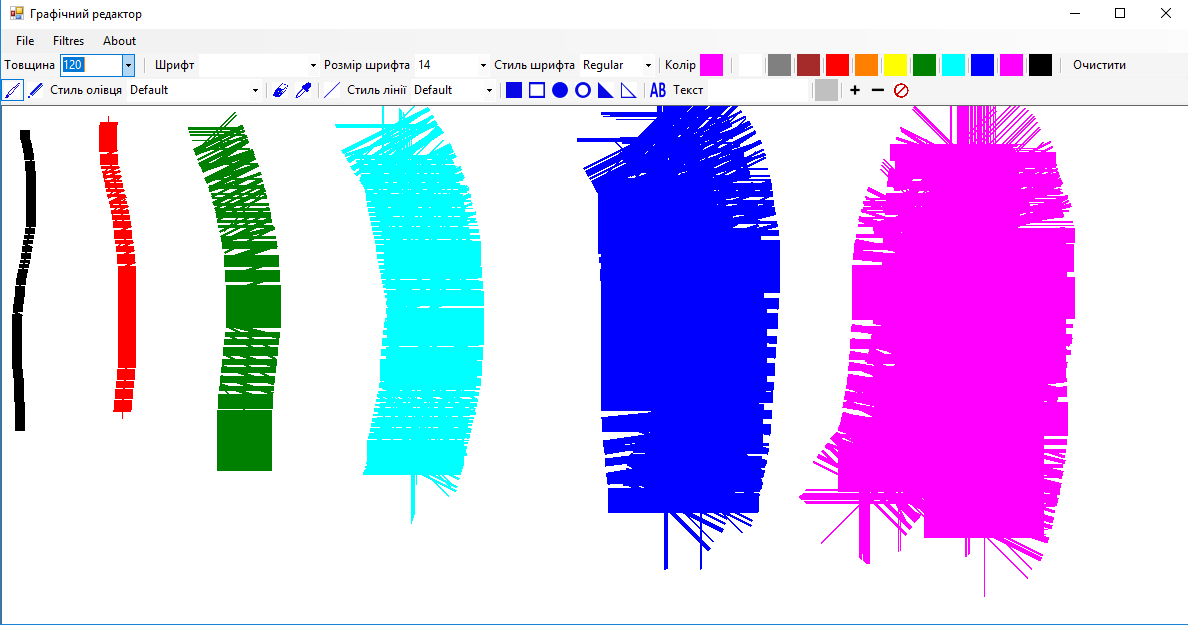 Графічний редактор
File Filtres About
Товщина 120 Шрифт Розмір шрифта 14 Стиль шрифта Regular Колір Очистити
Стиль олівця Default Стиль лінії Default AB Текст